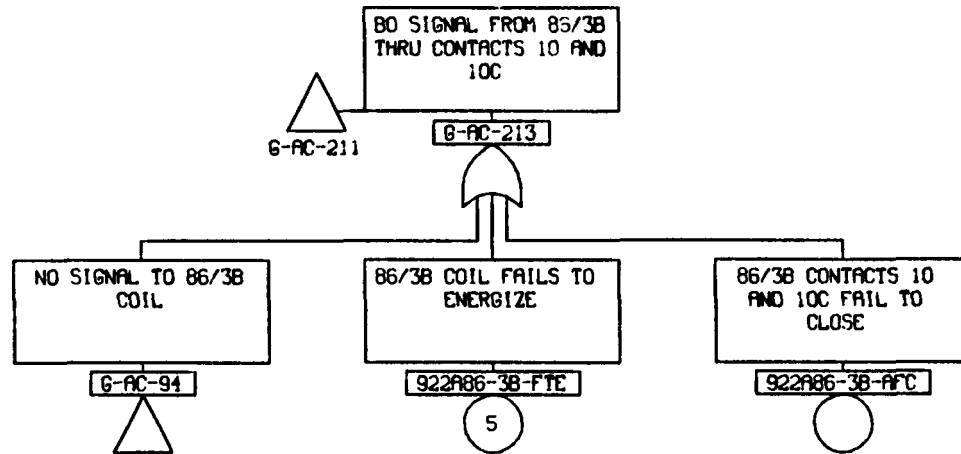 BO SIGNAL FROM 86/3B
THRU CONTACTS 10 AND
10C
G-AC-211
G-AC-213
NO SIGNAL TO 86/3B
COIL
G-AC-94
86/3B COIL FAILS TO
ENERGIZE
922A86-3B-FTE
5
86/3B CONTACTS 10
AND 10C FAIL TO
CLOSE
922A86-3B-AFC